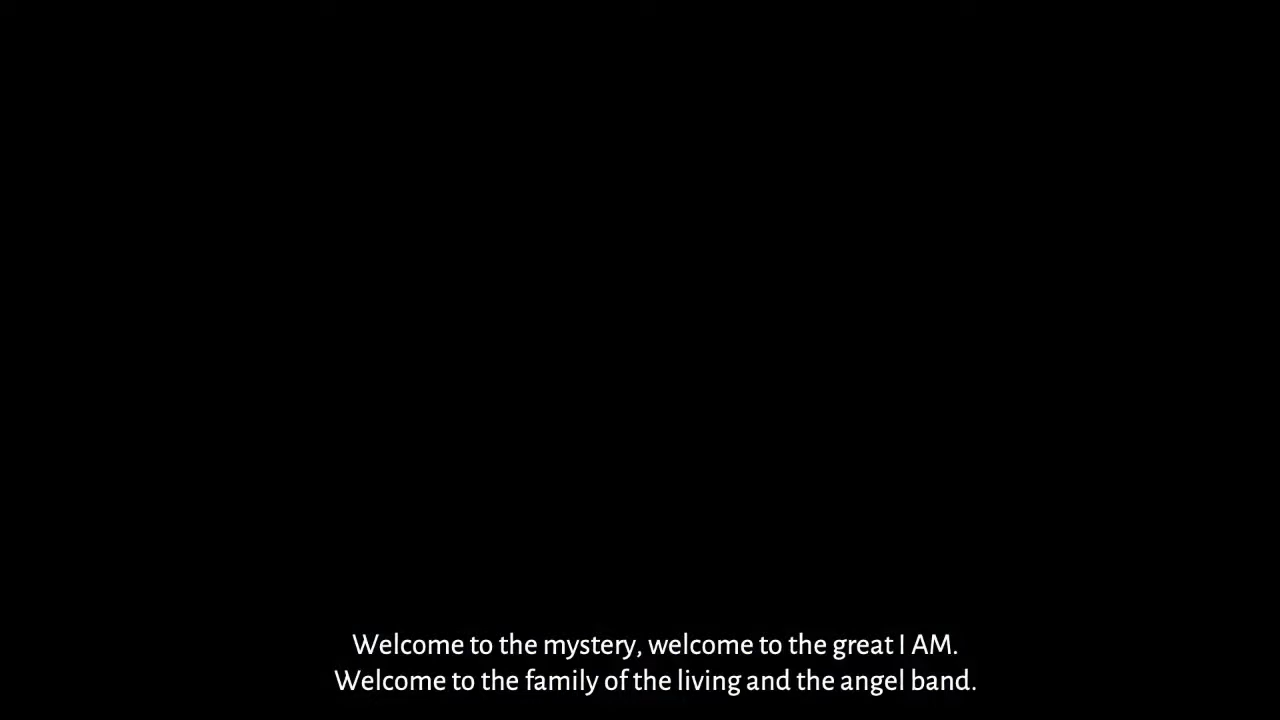 Welcome to the mystery, welcome to the great I AM.
Welcome to the family of the living and the angel band.